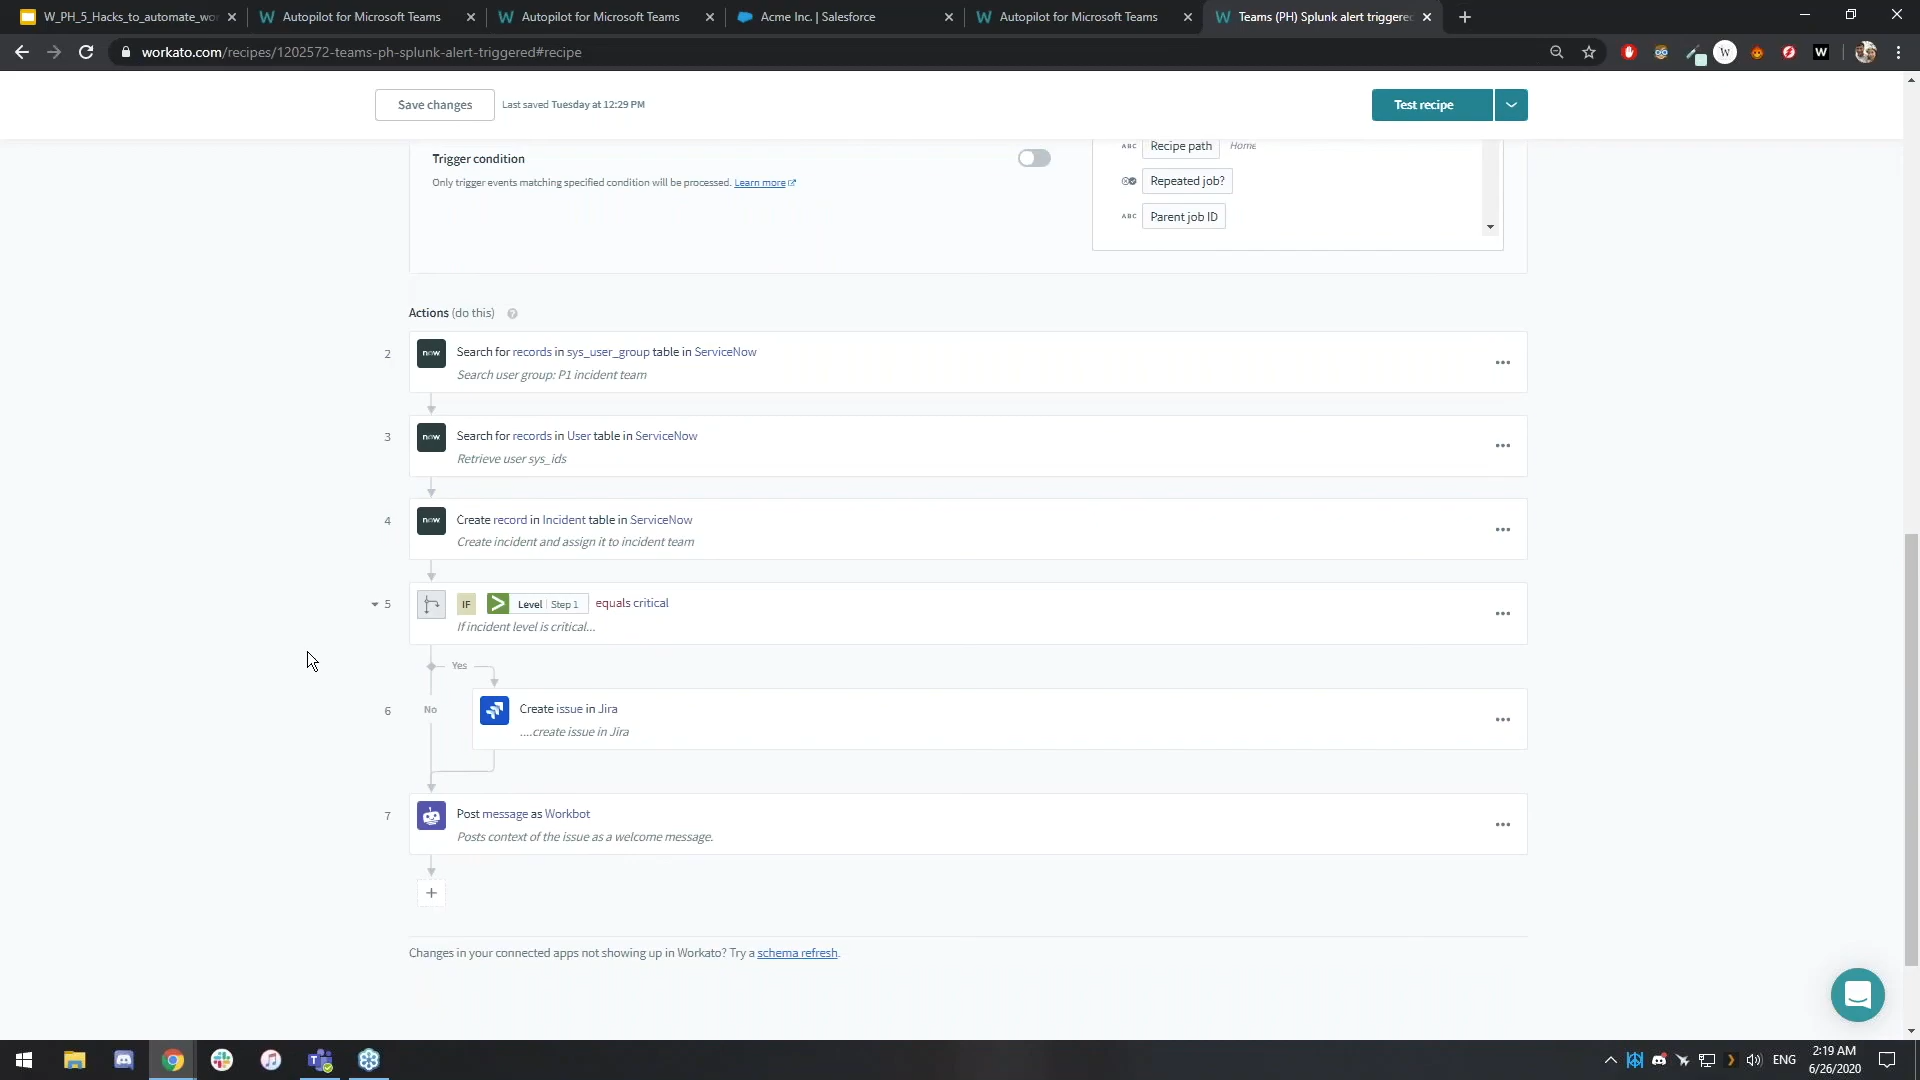 W_PH_5_Hacks_to_automate_wo
Autopilot for Microsoft Teams
Autopilot for Microsoft Teams
Acme Inc. | Salesforce
Autopilot for Microsoft Teams
Teams (PH) Splunk alert triggered
workato.com/recipes/1202572-teams-ph-splunk-alert-triggered#recipe
Save changes
Last saved Tuesday at 12:29 PM
Test recipe
Trigger condition
Only trigger events matching specified condition will be processed. Learn more
ABC Recipe path Home
Repeated job?
ABC Parent job ID
Actions (do this) ?
2 now Search for records in sys_user_group table in ServiceNow
Search user group: P1 incident team
3 now Search for records in User table in ServiceNow
Retrieve user sys_ids
4 now Create record in Incident table in ServiceNow
Create incident and assign it to incident team
5 IF Level Step 1 equals critical
If incident level is critical...
Yes
6 No Create issue in Jira
....create issue in Jira
7 Post message as Workbot
Posts context of the issue as a welcome message.
Changes in your connected apps not showing up in Workato? Try a schema refresh.
ENG
2:19 AM
6/26/2020